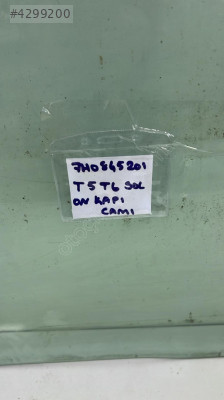 #4299200
7H0845201
T5 T6 SOL
ON KAPI
CAMI